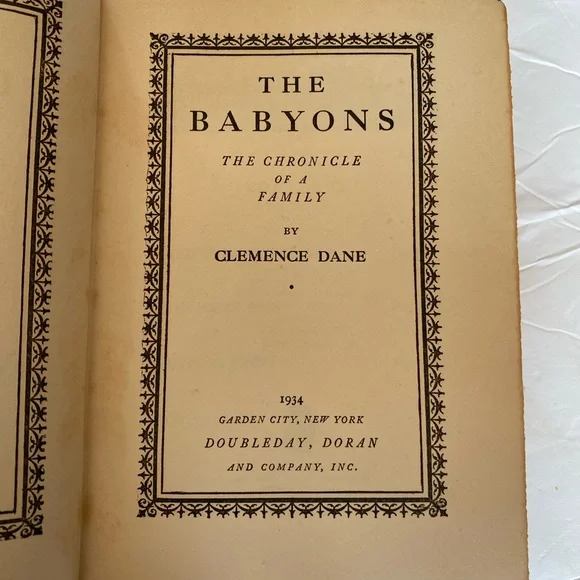 THE
BABYONS
THE CHRONICLE
OF A
FAMILY
BY
CLEMENCE DANE
1934
GARDEN CITY, NEW YORK
DOUBLEDAY, DORAN
AND COMPANY, INC.